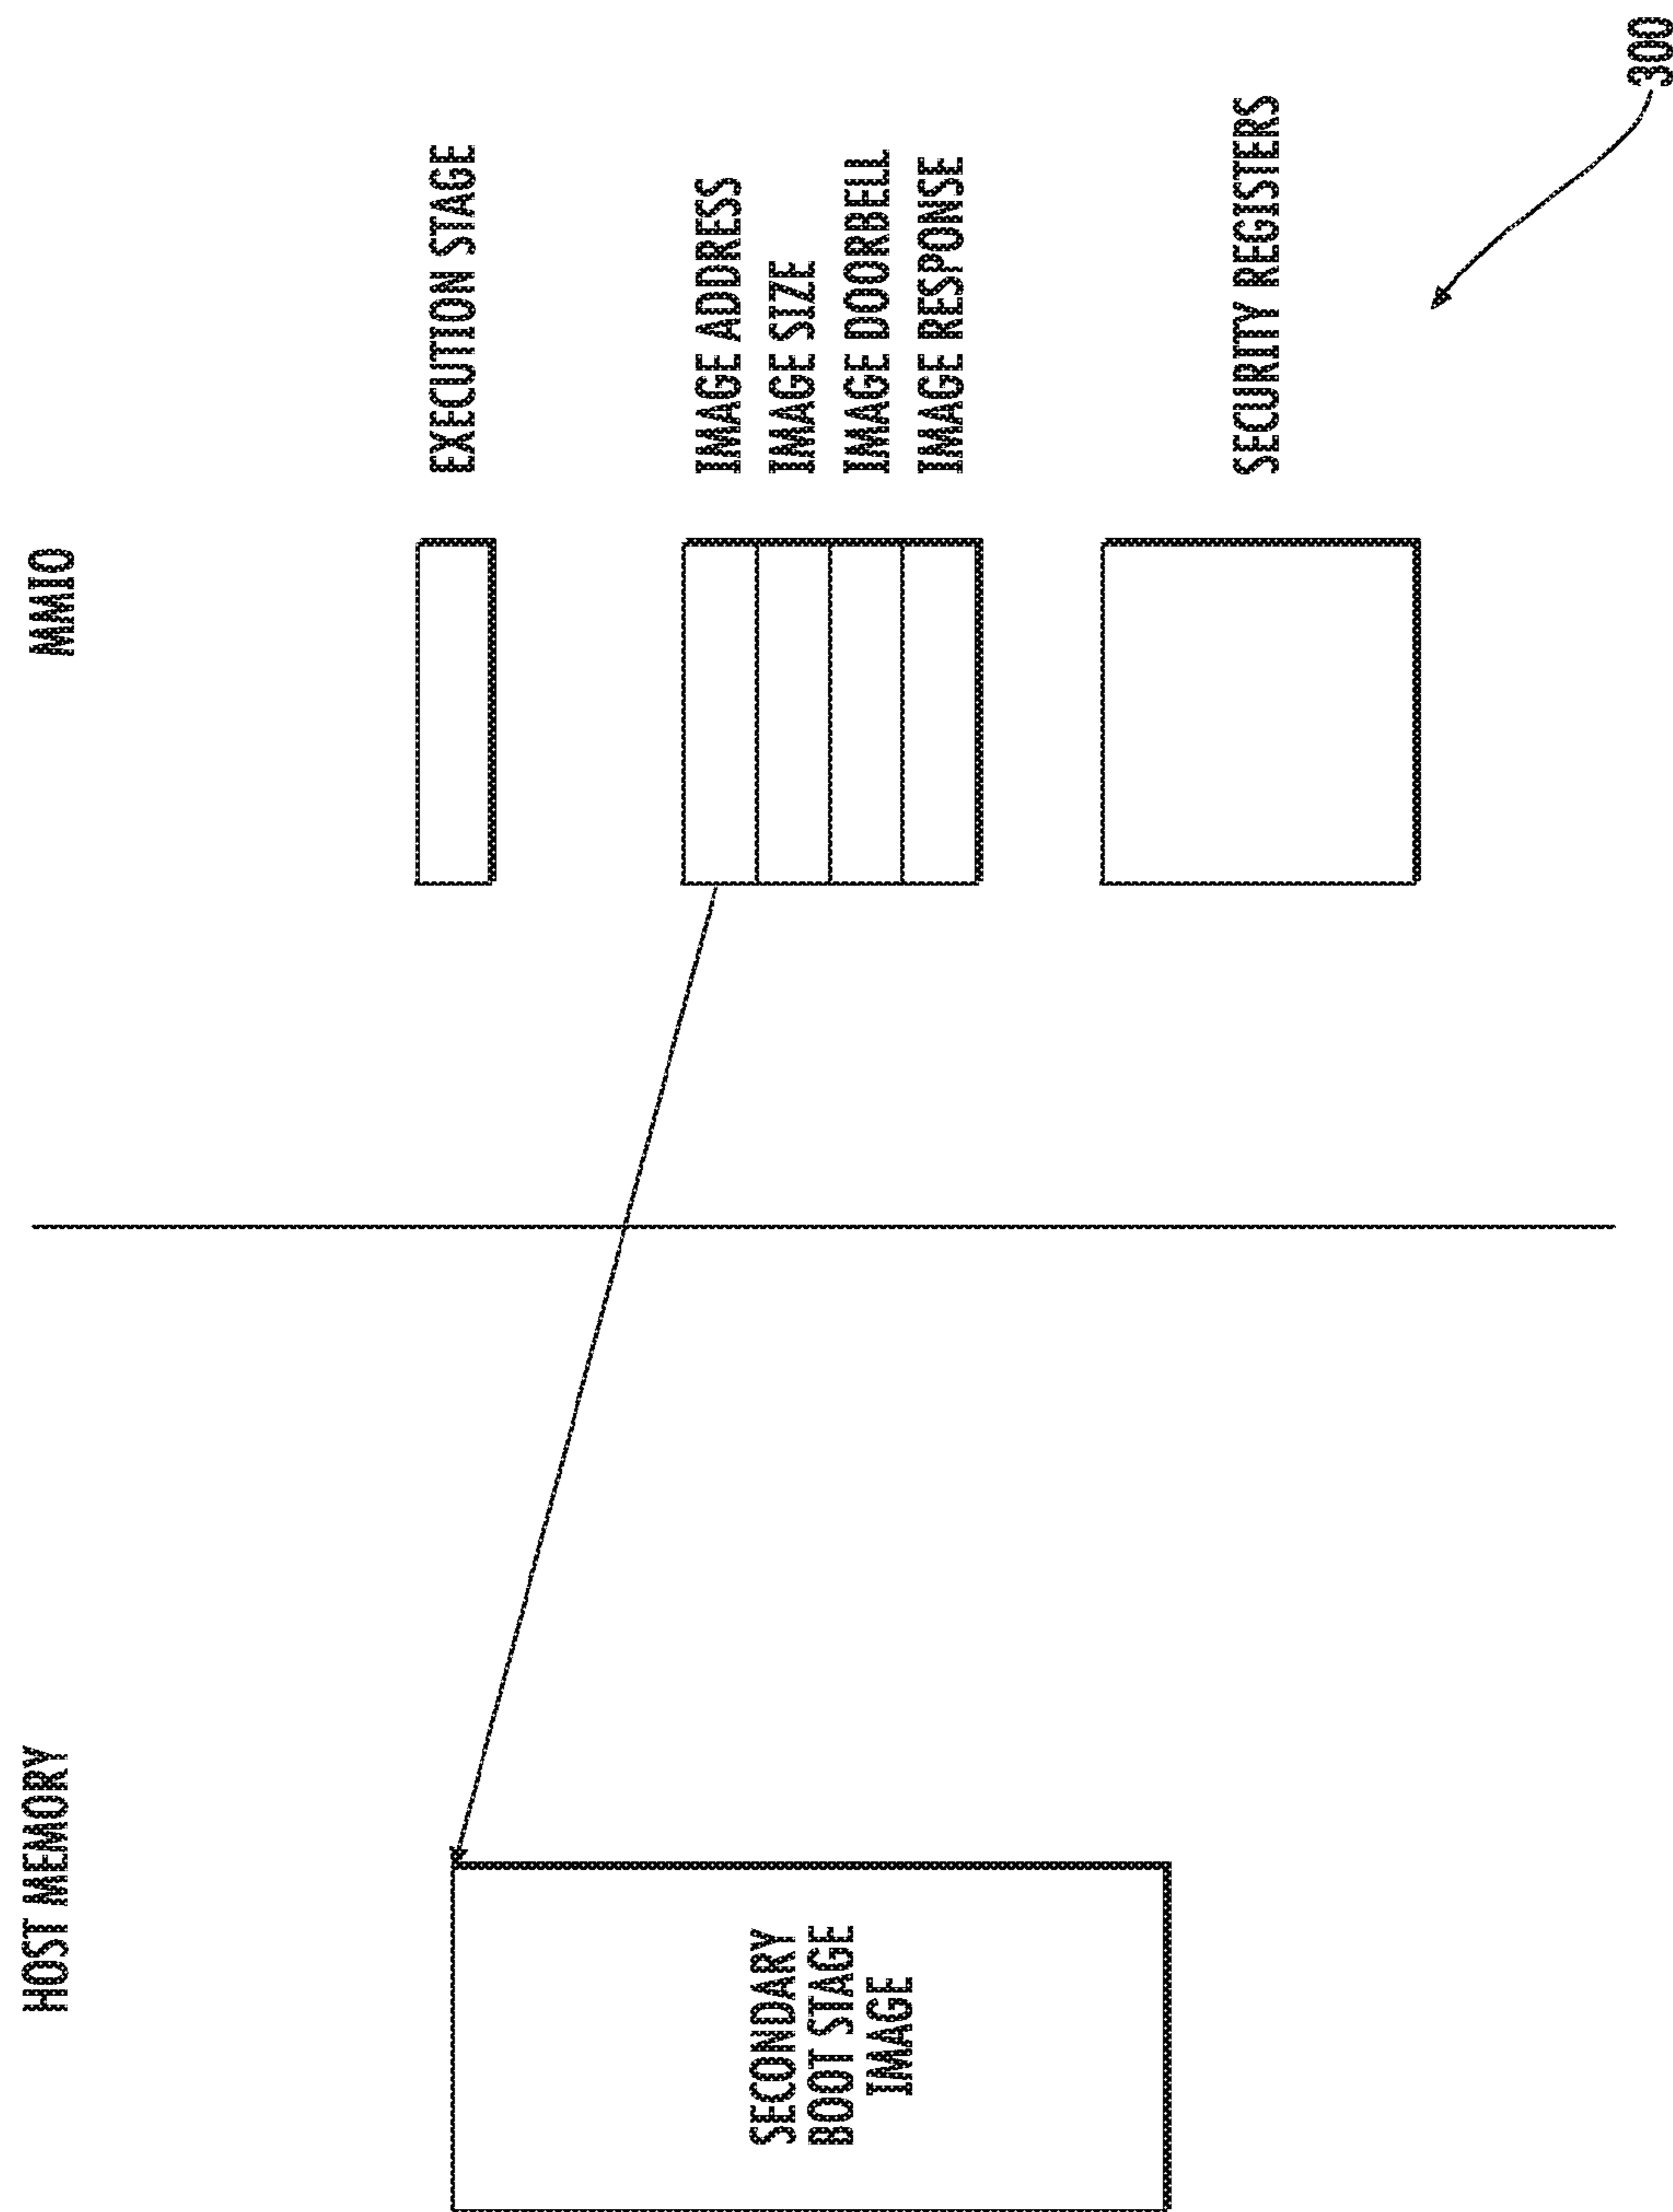 HOST MEMORY
MMIO
EXECUTION STAGE
SECONDARY
BOOT STAGE
IMAGE
IMAGE ADDRESS
IMAGE SIZE
IMAGE DOORBELL
IMAGE RESPONSE
SECURITY REGISTERS
300